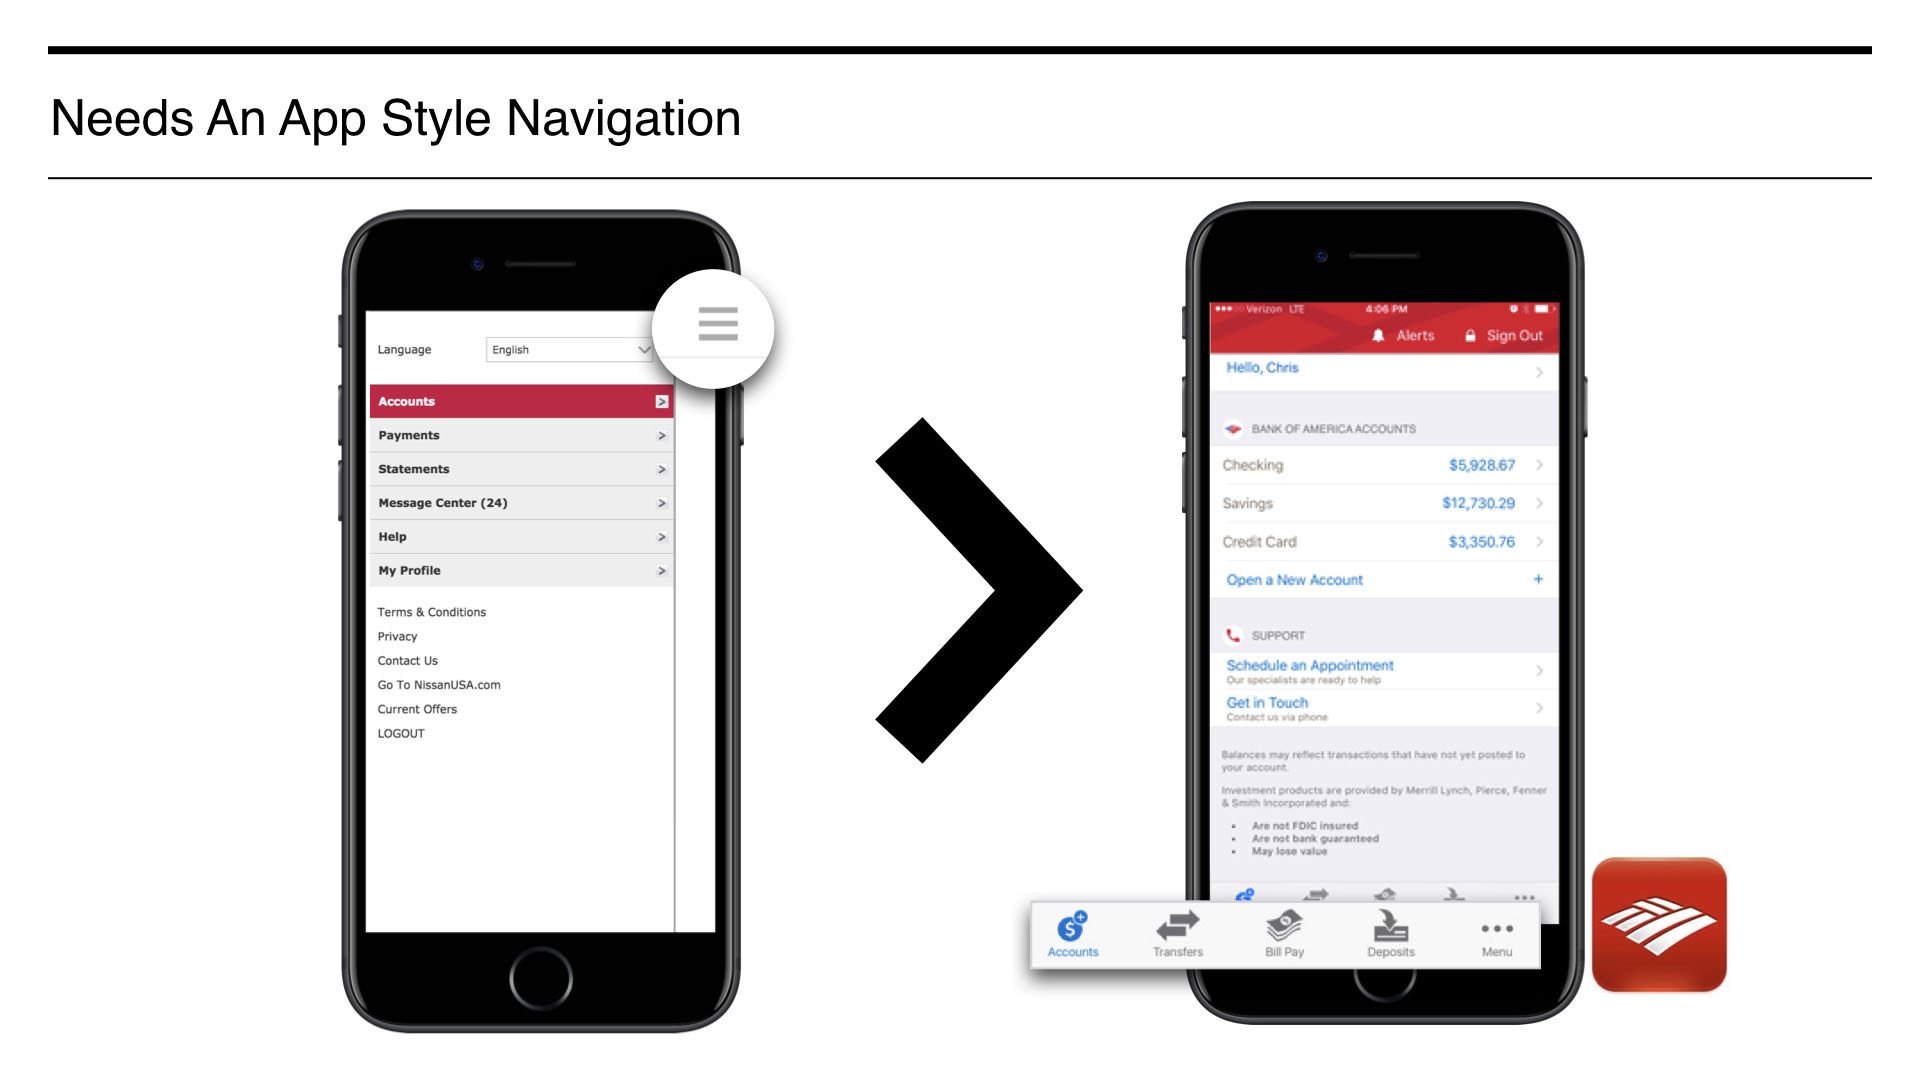 Needs An App Style Navigation
Language
English
Accounts
Payments
Statements
Message Center (24)
Help
My Profile
Terms & Conditions
Privacy
Contact Us
Go To NissanUSA.com
Current Offers
LOGOUT
Verizon LTE 4:06 PM
Alerts Sign Out
Hello, Chris
BANK OF AMERICA ACCOUNTS
Checking $5,928.67
Savings $12,730.29
Credit Card $3,350.76
Open a New Account +
SUPPORT
Schedule an Appointment
Our specialists are ready to help
Get in Touch
Contact us via phone
Balances may reflect transactions that have not yet posted to
your account.
Investment products are provided by Merrill Lynch, Pierce, Fenner
& Smith Incorporated and:
• Are not FDIC insured
• Are not bank guaranteed
• May lose value
Accounts Transfers Bill Pay Deposits Menu